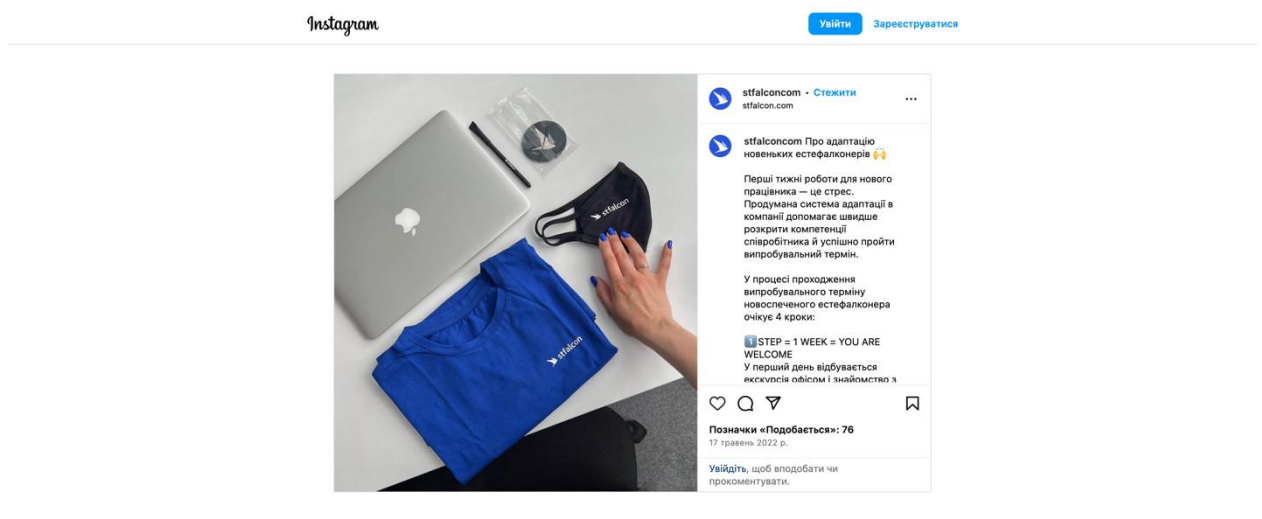 Instagram
Увійти
Зареєструватися
stfalconcom • Стежити
stfalcon.com
stfalconcom Про адаптацію
новеньких естефалконерів 🙌
Перші тижні роботи для нового
працівника — це стрес.
Продумана система адаптації в
компанії допомагає швидше
розкрити компетенції
співробітника й успішно пройти
випробувальний термін.
У процесі проходження
випробувального терміну
новоспеченого естефалконера
очікує 4 кроки:
1️⃣ STEP = 1 WEEK = YOU ARE
WELCOME
У перший день відбувається
екскурсія офісом і знайомство з
Позначки «Подобається»: 76
17 травень 2022 р.
Увійдіть, щоб вподобати чи
прокоментувати.
stfalcon
stfalcon